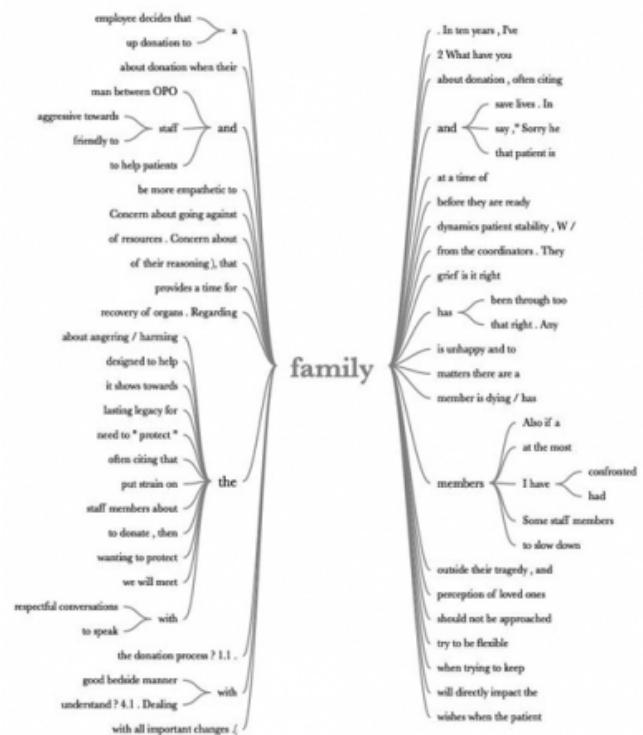 employee decides that
up donation to
a
about donation when their
man between OPO
aggressive towards
friendly to
staff
to help patients
and
be more empathetic to
Concern about going against
of resources . Concern about
of their reasoning ), that
provides a time for
recovery of organs . Regarding
about angering / harming
designed to help
it shows towards
lasting legacy for
need to " protect "
often citing that
put strain on
staff members about
to donate , then
wanting to protect
we will meet
respectful conversations
to speak
with
the
the donation process ? 1.1 .
good bedside manner
understand ? 4.1 . Dealing
with
with all important changes .(
family
. In ten years , I've
2 What have you
about donation , often citing
and
save lives . In
say ," Sorry he
that patient is
at a time of
before they are ready
dynamics patient stability , W /
from the coordinators . They
grief is it right
has
been through too
that right . Any
is unhappy and to
matters there are a
member is dying / has
members
Also if a
at the most
I have
confronted
had
Some staff members
to slow down
outside their tragedy , and
perception of loved ones
should not be approached
try to be flexible
when trying to keep
will directly impact the
wishes when the patient